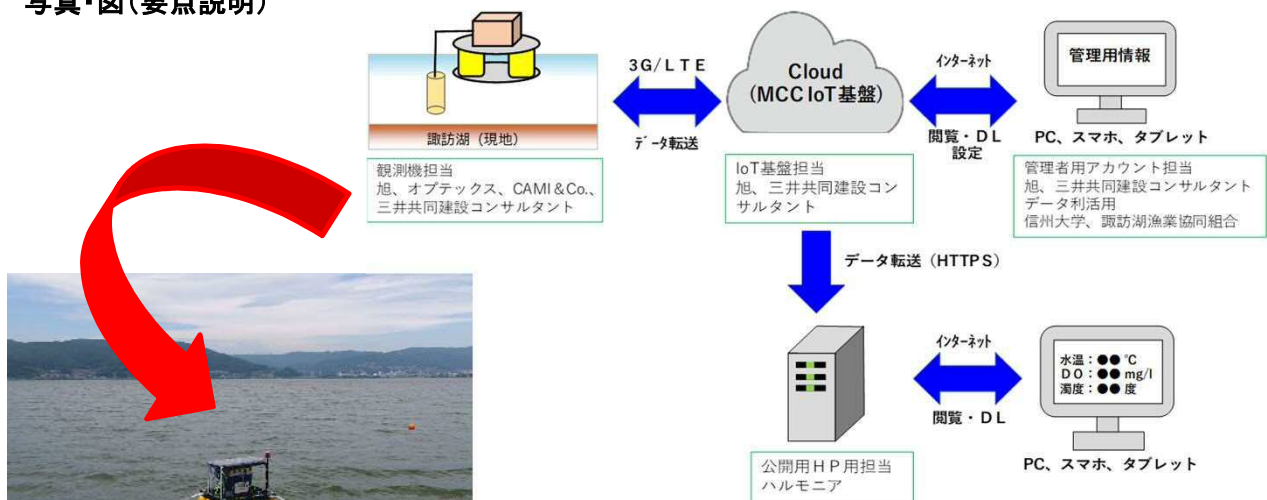 写真・図(要点説明)
3G/LTE
データ転送
諏訪湖(現地)
観測機担当
旭、オプテックス、CAMI&Co.、
三井共同建設コンサルタント
Cloud
(MCC IoT基盤)
IoT基盤担当
旭、三井共同建設コン
サルタント
インターネット
閲覧・DL
設定
管理用情報
PC、スマホ、タブレット
管理者用アカウント担当
旭、三井共同建設コンサルタント
データ利活用
信州大学、諏訪湖漁業協同組合
データ転送(HTTPS)
公開用HP用担当
ハルモニア
インターネット
閲覧・DL
水温:●● ℃
DO:●● mg/l
濁度:●● 度
PC、スマホ、タブレット